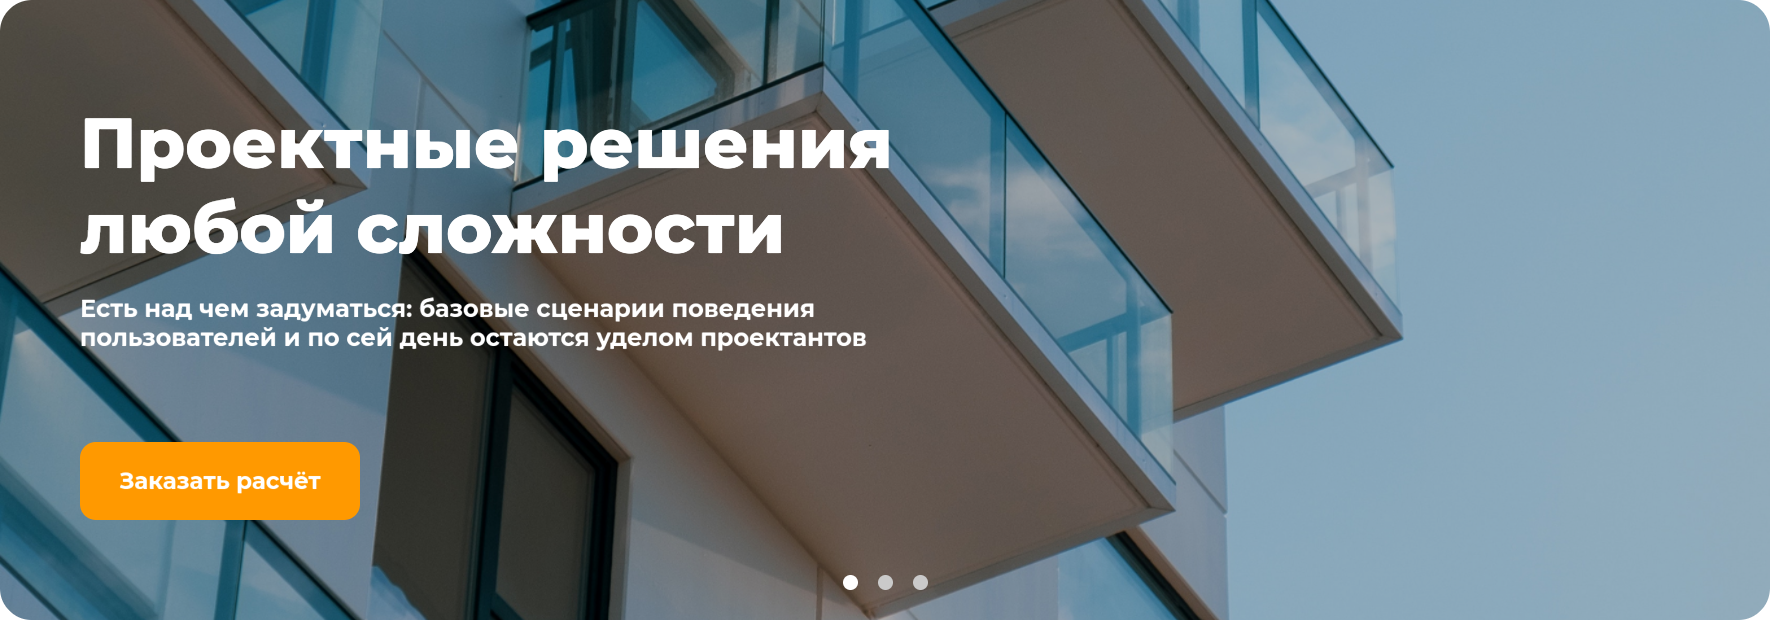 Проектные решения
любой сложности
Есть над чем задуматься: базовые сценарии поведения
пользователей и по сей день остаются уделом проектантов
Заказать расчёт